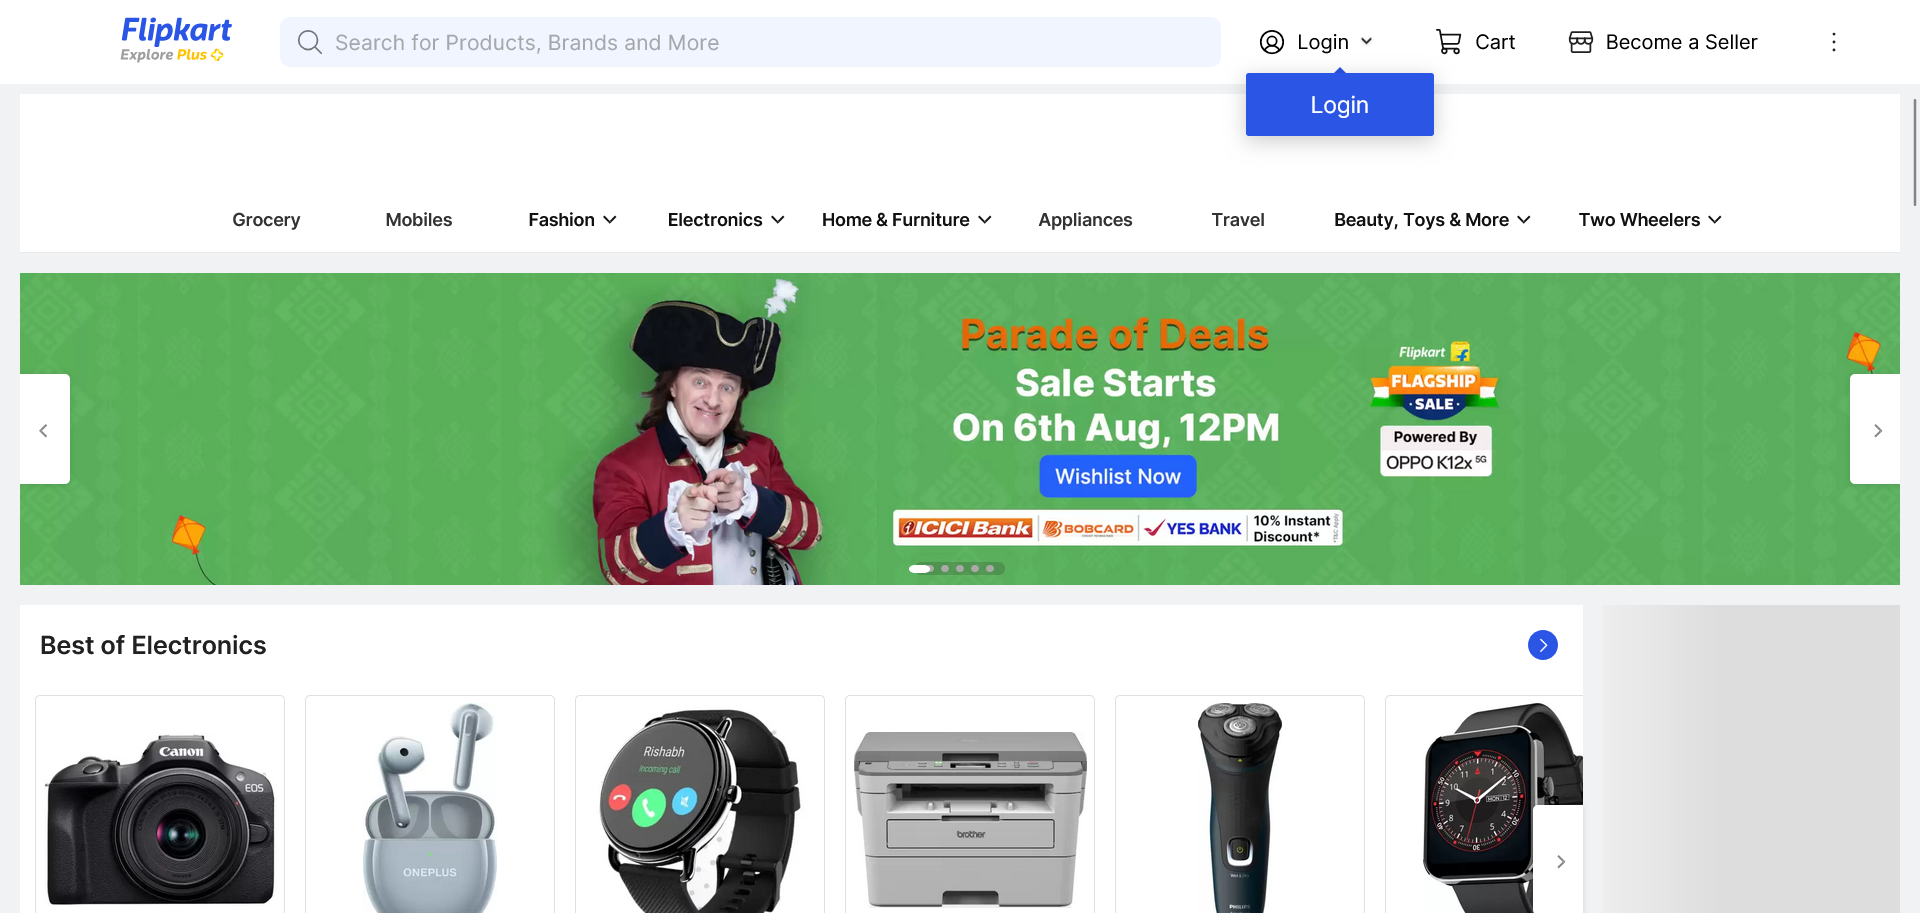 Flipkart
Explore Plus
Search for Products, Brands and More
Login
Cart
Become a Seller
Login
Grocery
Mobiles
Fashion
Electronics
Home & Furniture
Appliances
Travel
Beauty, Toys & More
Two Wheelers
Parade of Deals
Sale Starts
On 6th Aug, 12PM
Wishlist Now
ICICI Bank
BOBCARD
YES BANK
10% Instant
Discount*
Flipkart
FLAGSHIP
SALE
Powered By
OPPO K12x 5G
Best of Electronics
Canon
EOS
ONEPLUS
Rishabh
Incoming call
brother
PHILIPS